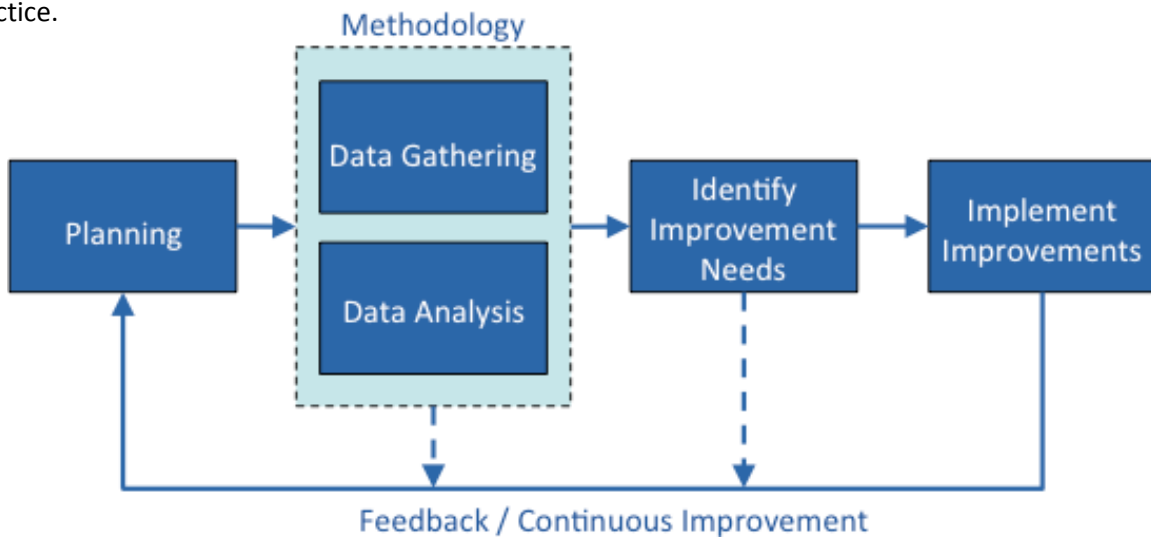 ctice.
Methodology
Data Gathering
Planning
Identify
Improvement
Needs
Implement
Improvements
Data Analysis
Feedback / Continuous Improvement